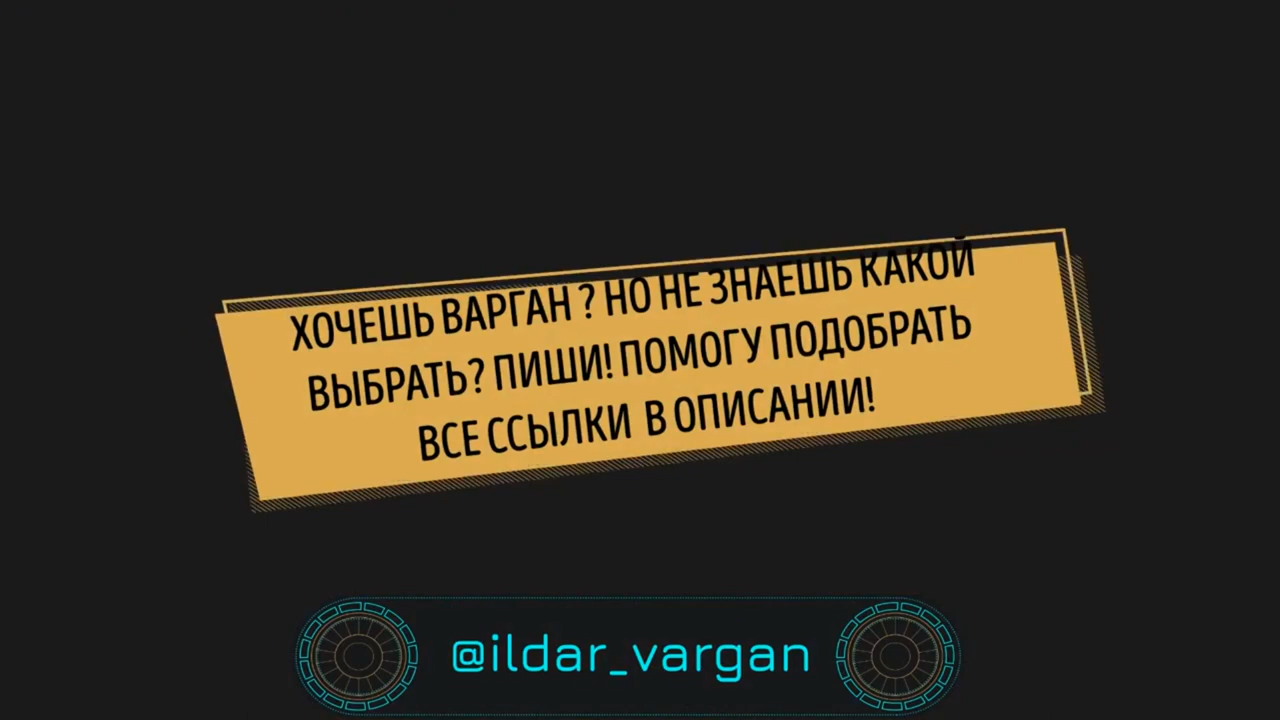 ХОЧЕШЬ ВАРГАН ? НО НЕ ЗНАЕШЬ КАКОЙ
ВЫБРАТЬ? ПИШИ! ПОМОГУ ПОДОБРАТЬ
ВСЕ ССЫЛКИ В ОПИСАНИИ!
@ildar_vargan